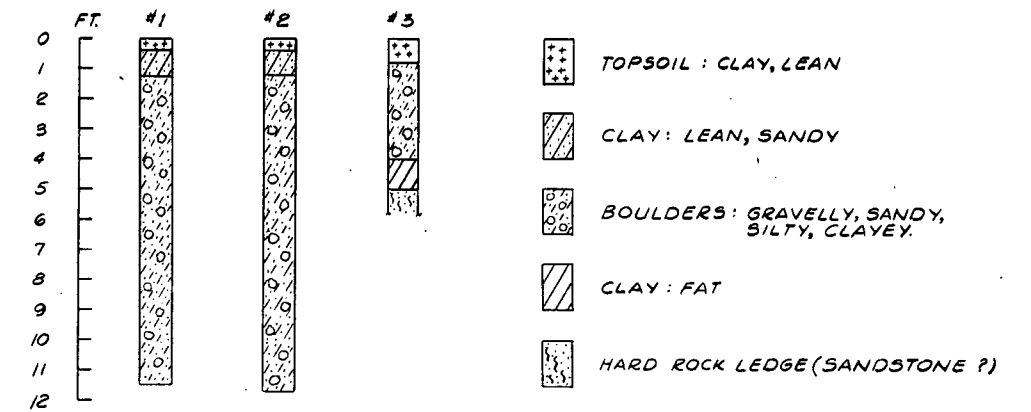 FT. #1 #2 #3
0
1
2
3
4
5
6
7
8
9
10
11
12
TOPSOIL : CLAY, LEAN
CLAY: LEAN, SANDY
BOULDERS: GRAVELLY, SANDY,
SILTY, CLAYEY.
CLAY : FAT
HARD ROCK LEDGE (SANDSTONE ?)